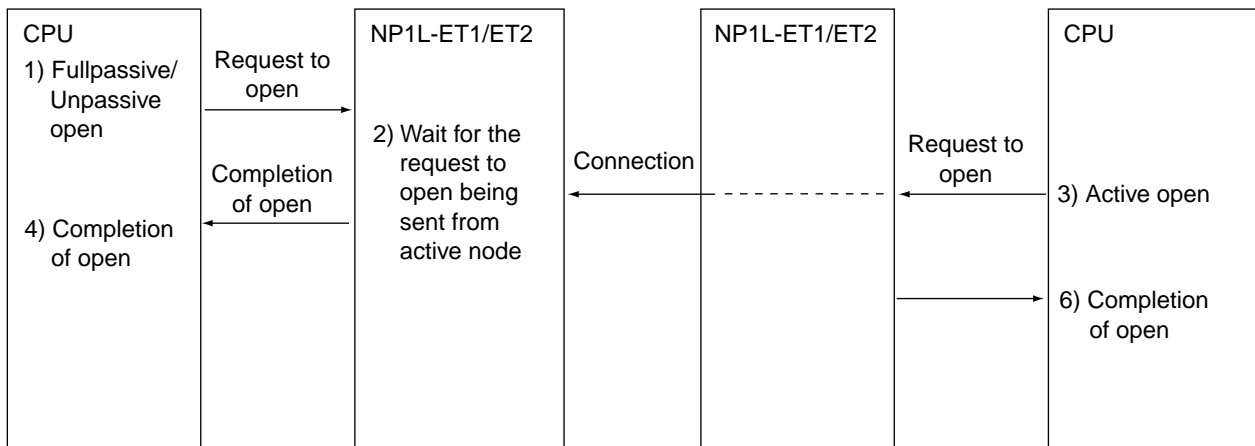 CPU
1) Fullpassive/
Unpassive
open
4) Completion
of open
Request to
open
Completion
of open
NP1L-ET1/ET2
2) Wait for the
request to
open being
sent from
active node
Connection
NP1L-ET1/ET2
Request to
open
CPU
3) Active open
6) Completion
of open